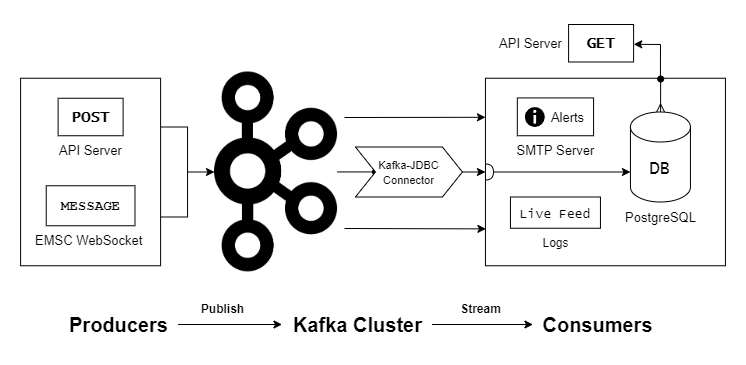 API Server
GET
POST
API Server
MESSAGE
EMSC WebSocket
Kafka-JDBC
Connector
i
Alerts
SMTP Server
DB
PostgreSQL
Live Feed
Logs
Publish
Stream
Producers
Kafka Cluster
Consumers